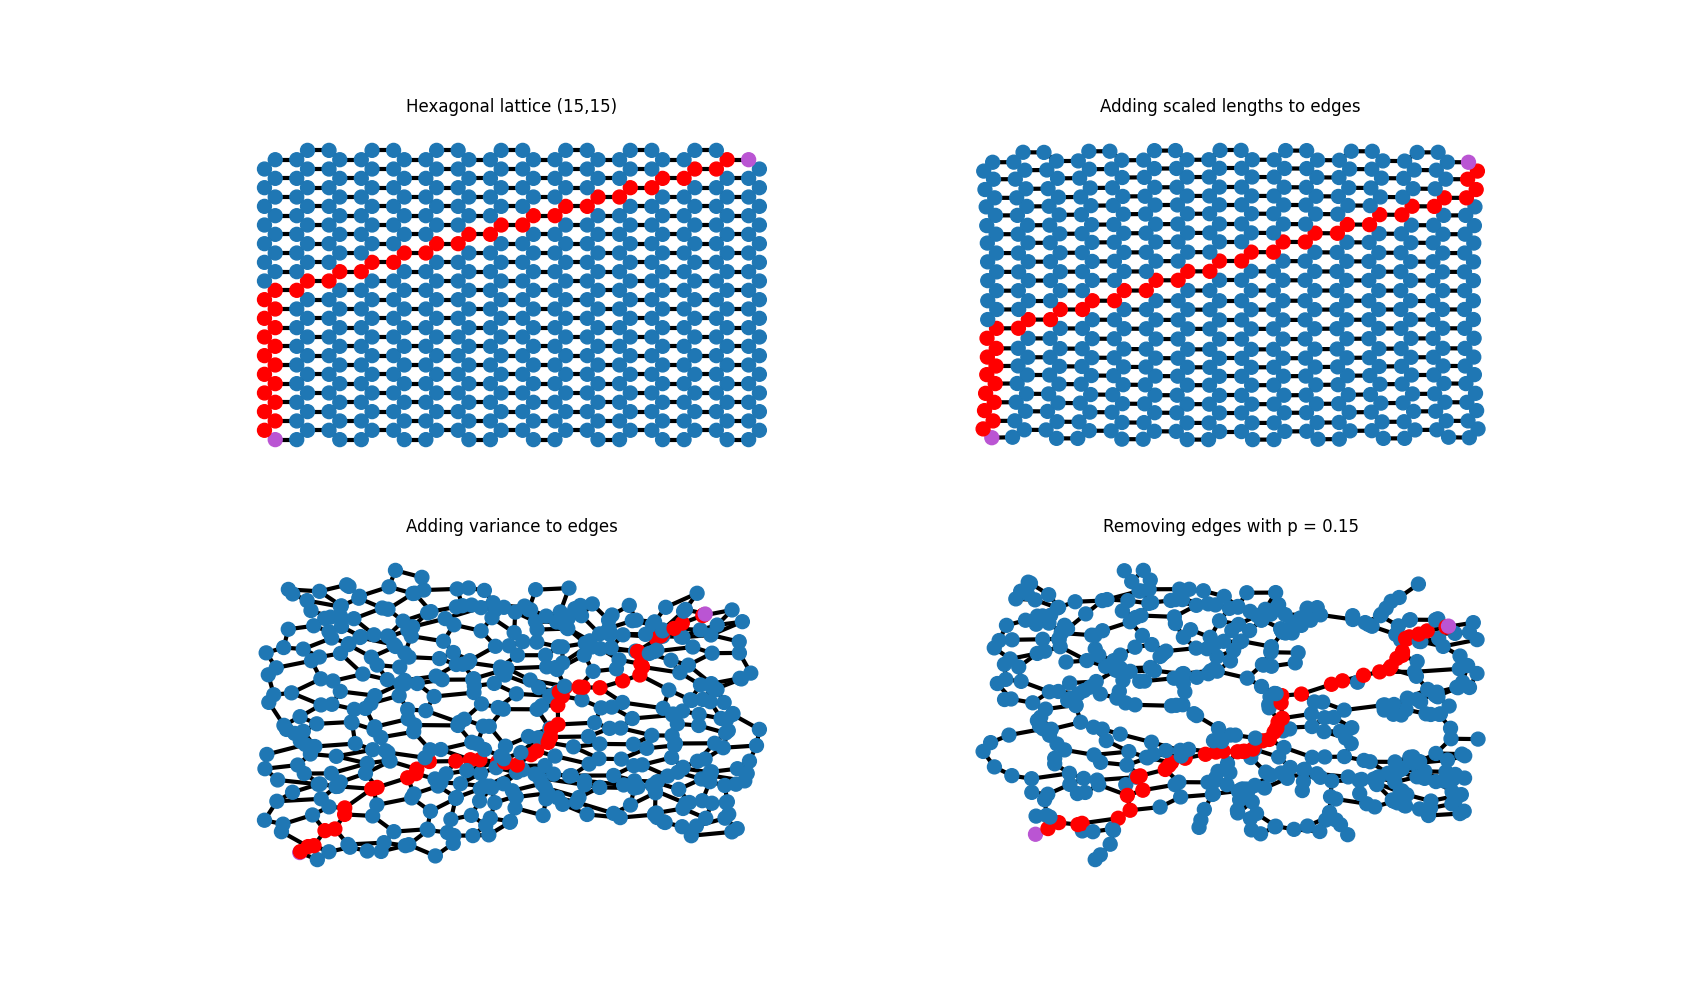 Hexagonal lattice (15,15)
Adding scaled lengths to edges
Adding variance to edges
Removing edges with p = 0.15